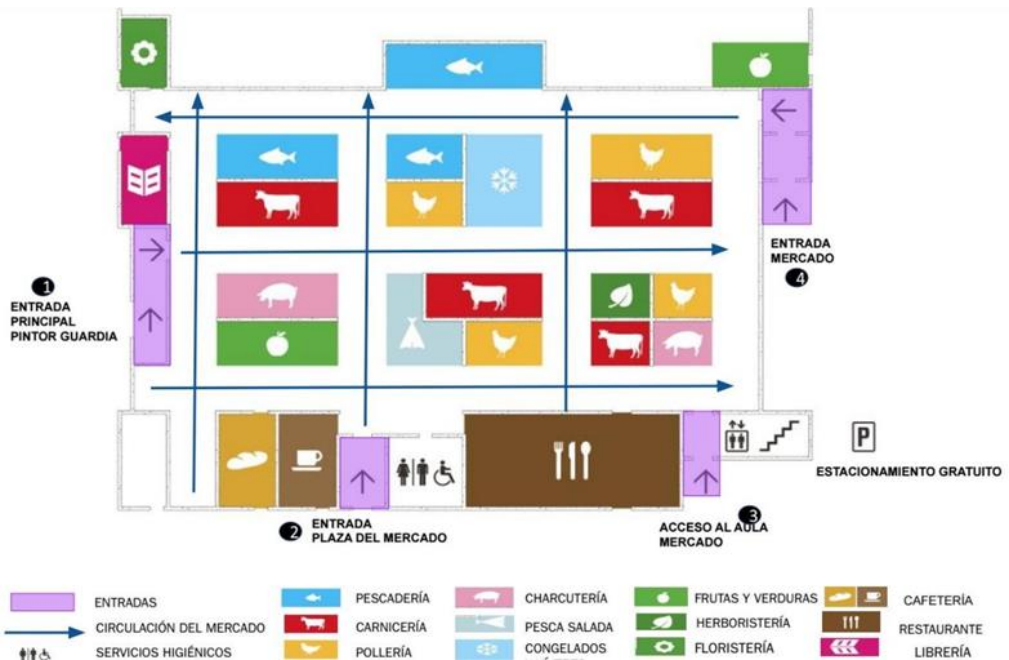 1
ENTRADA
PRINCIPAL
PINTOR GUARDIA
ENTRADA
MERCADO
4
P
ESTACIONAMIENTO GRATUITO
2
ENTRADA
PLAZA DEL MERCADO
3
ACCESO AL AULA
MERCADO
ENTRADAS
CIRCULACIÓN DEL MERCADO
SERVICIOS HIGIÉNICOS
PESCADERÍA
CARNICERÍA
POLLERÍA
CHARCUTERÍA
PESCA SALADA
CONGELADOS
FRUTAS Y VERDURAS
HERBORISTERÍA
FLORISTERÍA
CAFETERÍA
RESTAURANTE
LIBRERÍA